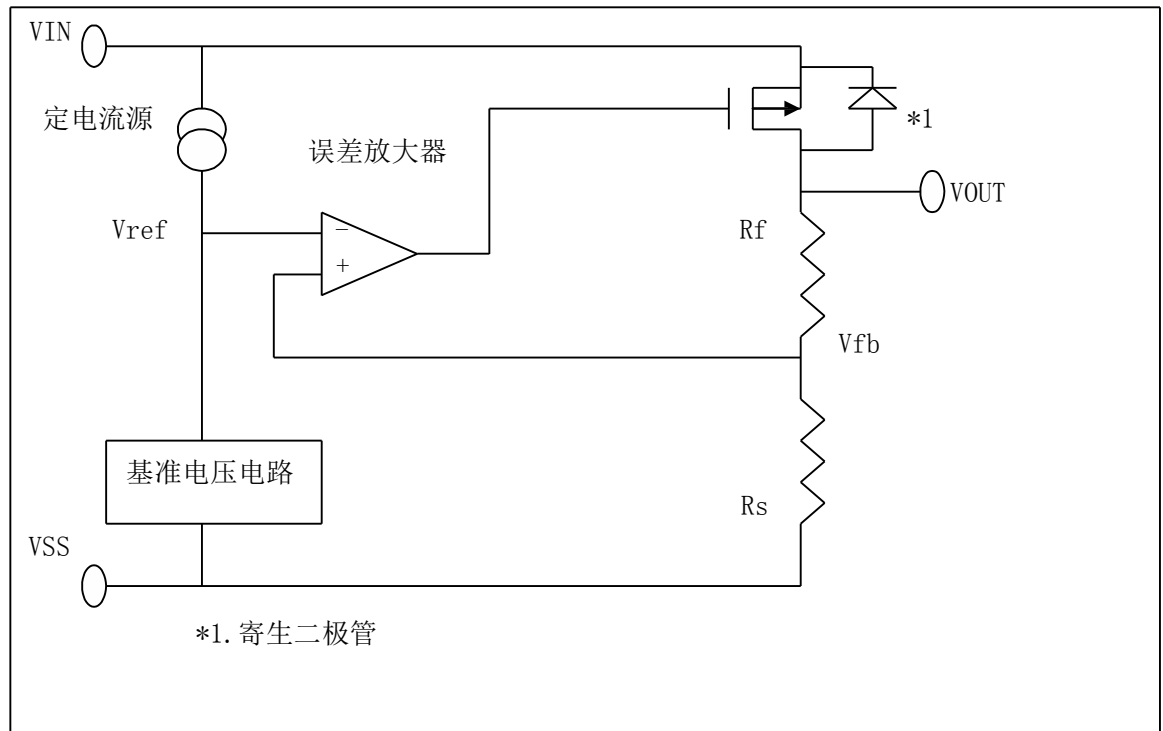 VIN
定电流源
*1
误差放大器
VOUT
Vref
Rf
−
+
Vfb
基准电压电路
Rs
VSS
*1.寄生二极管